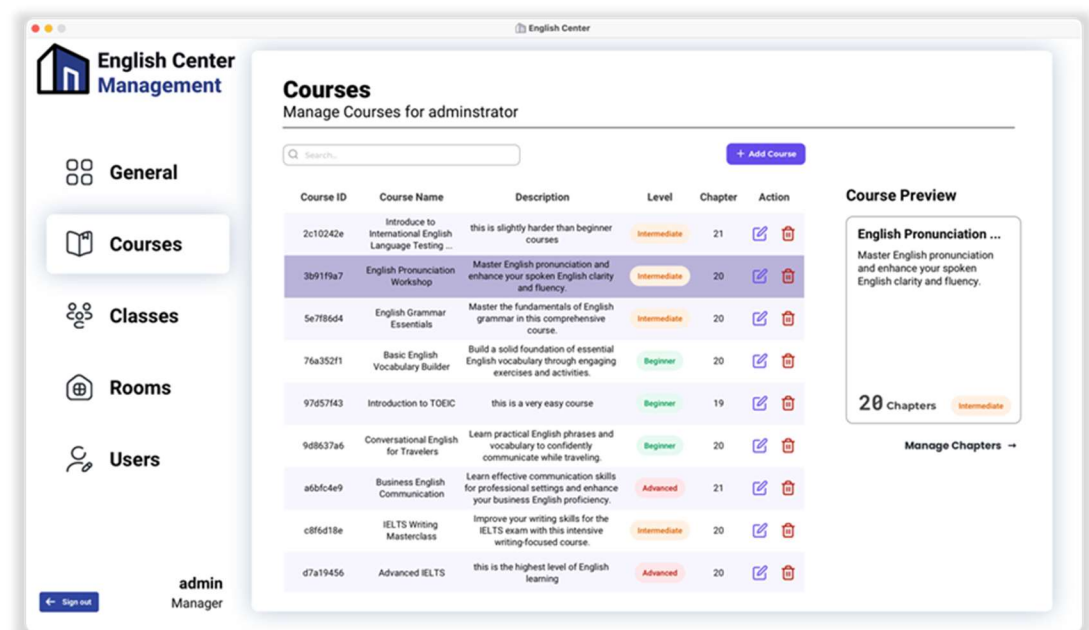 English Center
English Center
Management
General
Courses
Classes
Rooms
Users
admin
Manager
← Sign out
Courses
Manage Courses for adminstrator
Search..
+ Add Course
Course ID Course Name Description Level Chapter Action
2c10242e
Introduce to
International English
Language Testing ...
this is slightly harder than beginner
courses
Intermediate
21
3b91f9a7
English Pronunciation
Workshop
Master English pronunciation and
enhance your spoken English clarity
and fluency.
Intermediate
20
5e7f86d4
English Grammar
Essentials
Master the fundamentals of English
grammar in this comprehensive
course.
Intermediate
20
76a352f1
Basic English
Vocabulary Builder
Build a solid foundation of essential
English vocabulary through engaging
exercises and activities.
Beginner
20
97d57f43
Introduction to TOEIC
this is a very easy course
Beginner
19
9d8637a6
Conversational English
for Travelers
Learn practical English phrases and
vocabulary to confidently
communicate while traveling.
Beginner
20
a6bfc4e9
Business English
Communication
Learn effective communication skills
for professional settings and enhance
your business English proficiency.
Advanced
21
c8f6d18e
IELTS Writing
Masterclass
Improve your writing skills for the
IELTS exam with this intensive
writing-focused course.
Intermediate
20
d7a19456
Advanced IELTS
this is the highest level of English
learning
Advanced
20
Course Preview
English Pronunciation ...
Master English pronunciation
and enhance your spoken
English clarity and fluency.
20 Chapters
Intermediate
Manage Chapters →